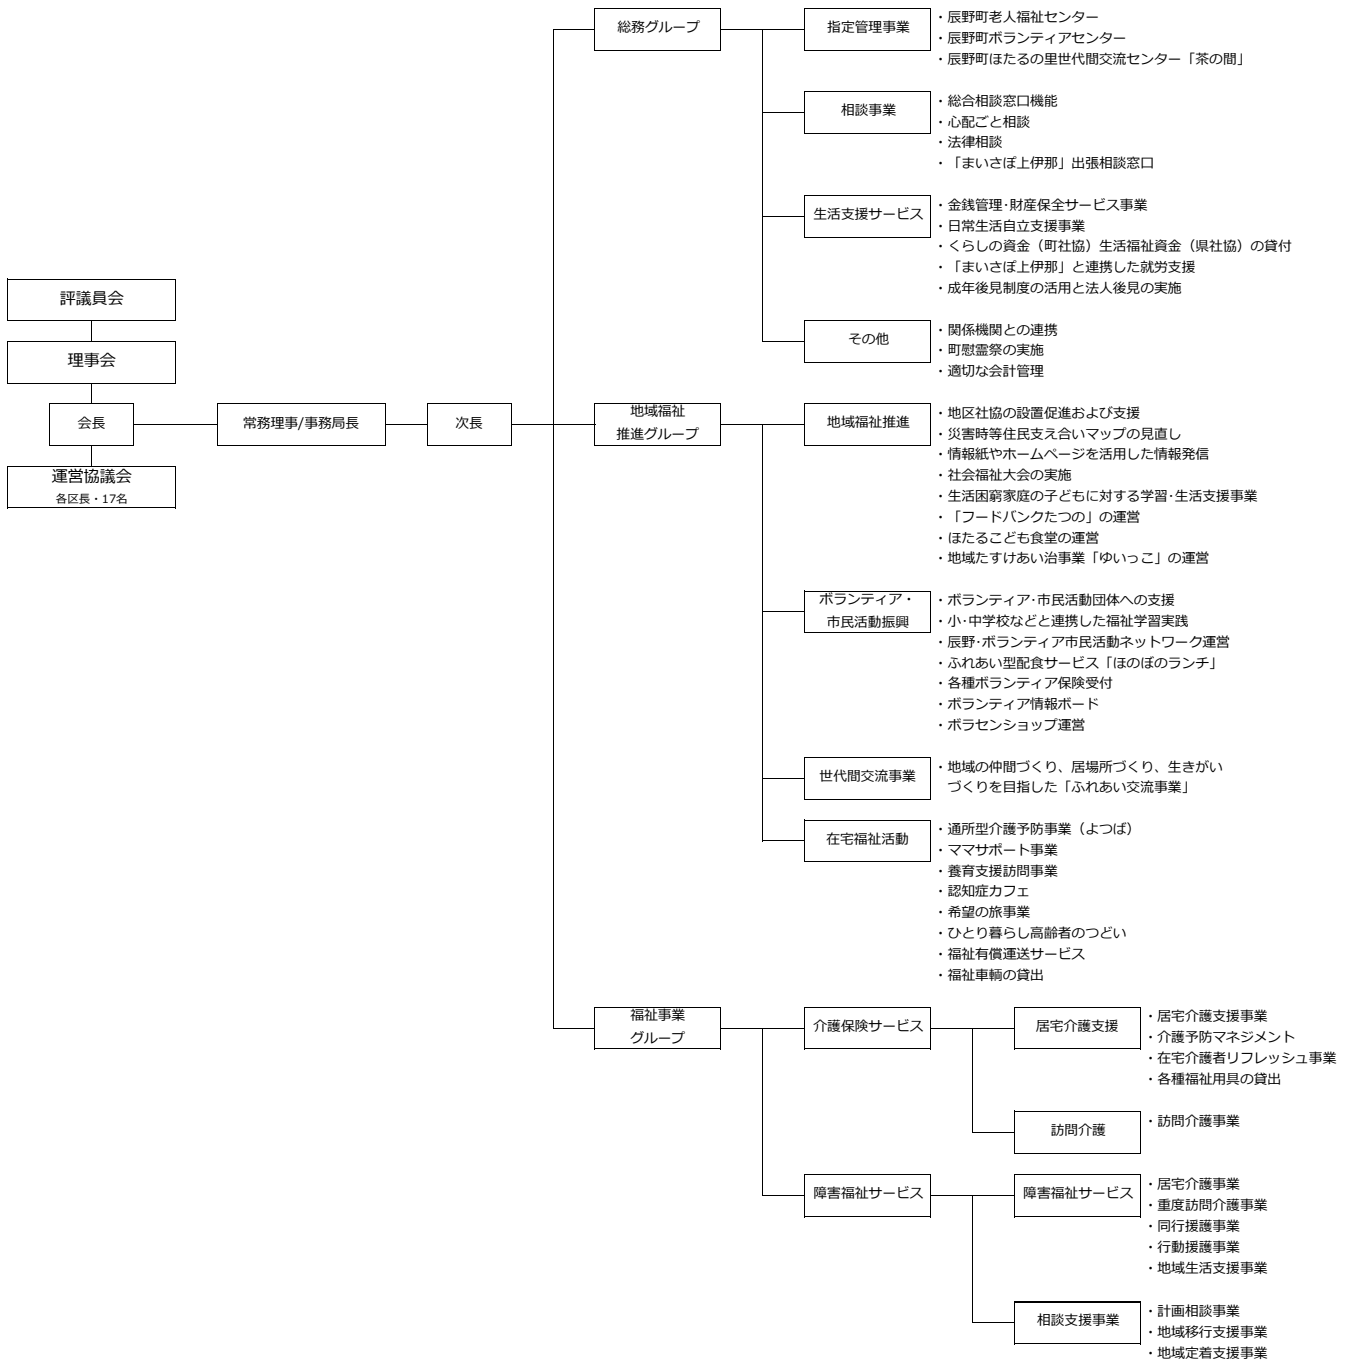 評議員会
理事会
会長
運営協議会
各区長・17名
常務理事/事務局長
次長
総務グループ
指定管理事業
・辰野町老人福祉センター
・辰野町ボランティアセンター
・辰野町ほたるの里世代間交流センター「茶の間」
相談事業
・総合相談窓口機能
・心配ごと相談
・法律相談
・「まいさぽ上伊那」出張相談窓口
生活支援サービス
・金銭管理･財産保全サービス事業
・日常生活自立支援事業
・くらしの資金（町社協）生活福祉資金（県社協）の貸付
・「まいさぽ上伊那」と連携した就労支援
・成年後見制度の活用と法人後見の実施
その他
・関係機関との連携
・町慰霊祭の実施
・適切な会計管理
地域福祉
推進グループ
地域福祉推進
・地区社協の設置促進および支援
・災害時等住民支え合いマップの見直し
・情報紙やホームページを活用した情報発信
・社会福祉大会の実施
・生活困窮家庭の子どもに対する学習･生活支援事業
・「フードバンクたつの」の運営
・ほたるこども食堂の運営
・地域たすけあい治事業「ゆいっこ」の運営
ボランティア・
市民活動振興
・ボランティア･市民活動団体への支援
・小･中学校などと連携した福祉学習実践
・辰野･ボランティア市民活動ネットワーク運営
・ふれあい型配食サービス「ほのぼのランチ」
・各種ボランティア保険受付
・ボランティア情報ボード
・ボラセンショップ運営
世代間交流事業
・地域の仲間づくり、居場所づくり、生きがい
づくりを目指した「ふれあい交流事業」
在宅福祉活動
・通所型介護予防事業（よつば）
・ママサポート事業
・養育支援訪問事業
・認知症カフェ
・希望の旅事業
・ひとり暮らし高齢者のつどい
・福祉有償運送サービス
・福祉車輌の貸出
福祉事業
グループ
介護保険サービス
居宅介護支援
・居宅介護支援事業
・介護予防マネジメント
・在宅介護者リフレッシュ事業
・各種福祉用具の貸出
訪問介護
・訪問介護事業
障害福祉サービス
障害福祉サービス
・居宅介護事業
・重度訪問介護事業
・同行援護事業
・行動援護事業
・地域生活支援事業
相談支援事業
・計画相談事業
・地域移行支援事業
・地域定着支援事業